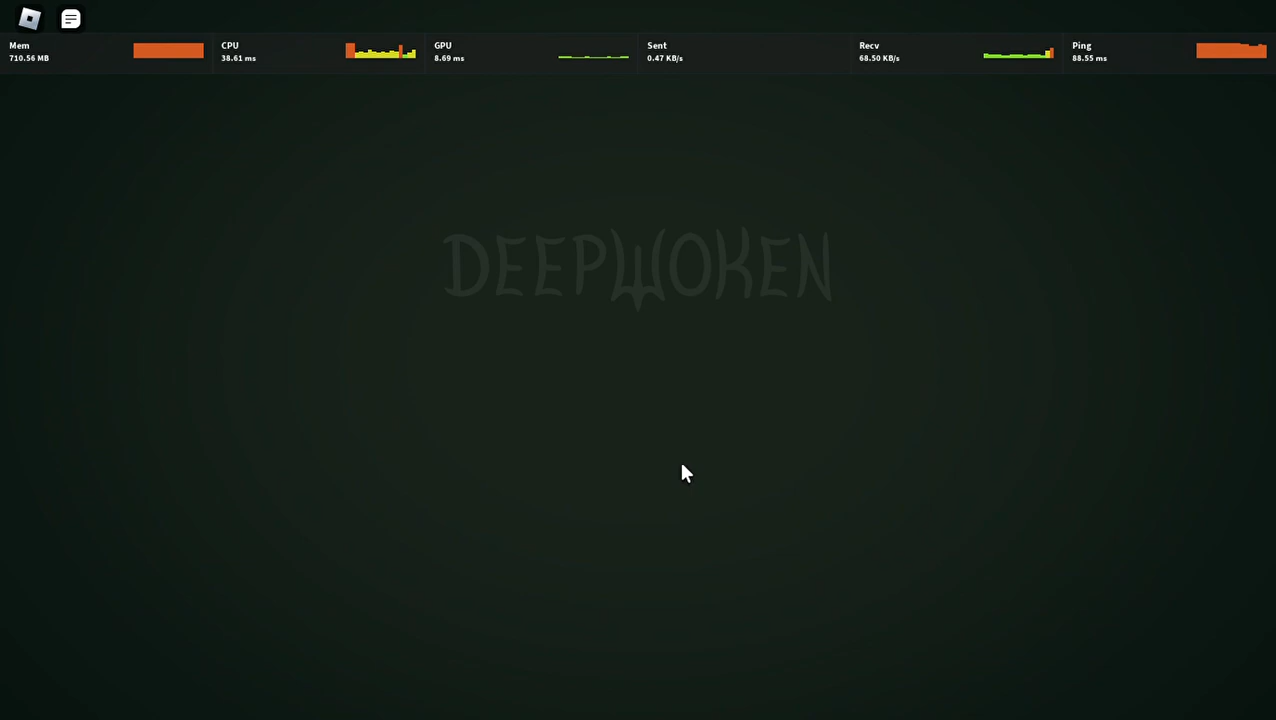 Mem
710.56 MB
CPU
38.61 ms
GPU
8.69 ms
Sent
0.47 KB/s
Recv
68.50 KB/s
Ping
88.55 ms
DEEPWOKEN